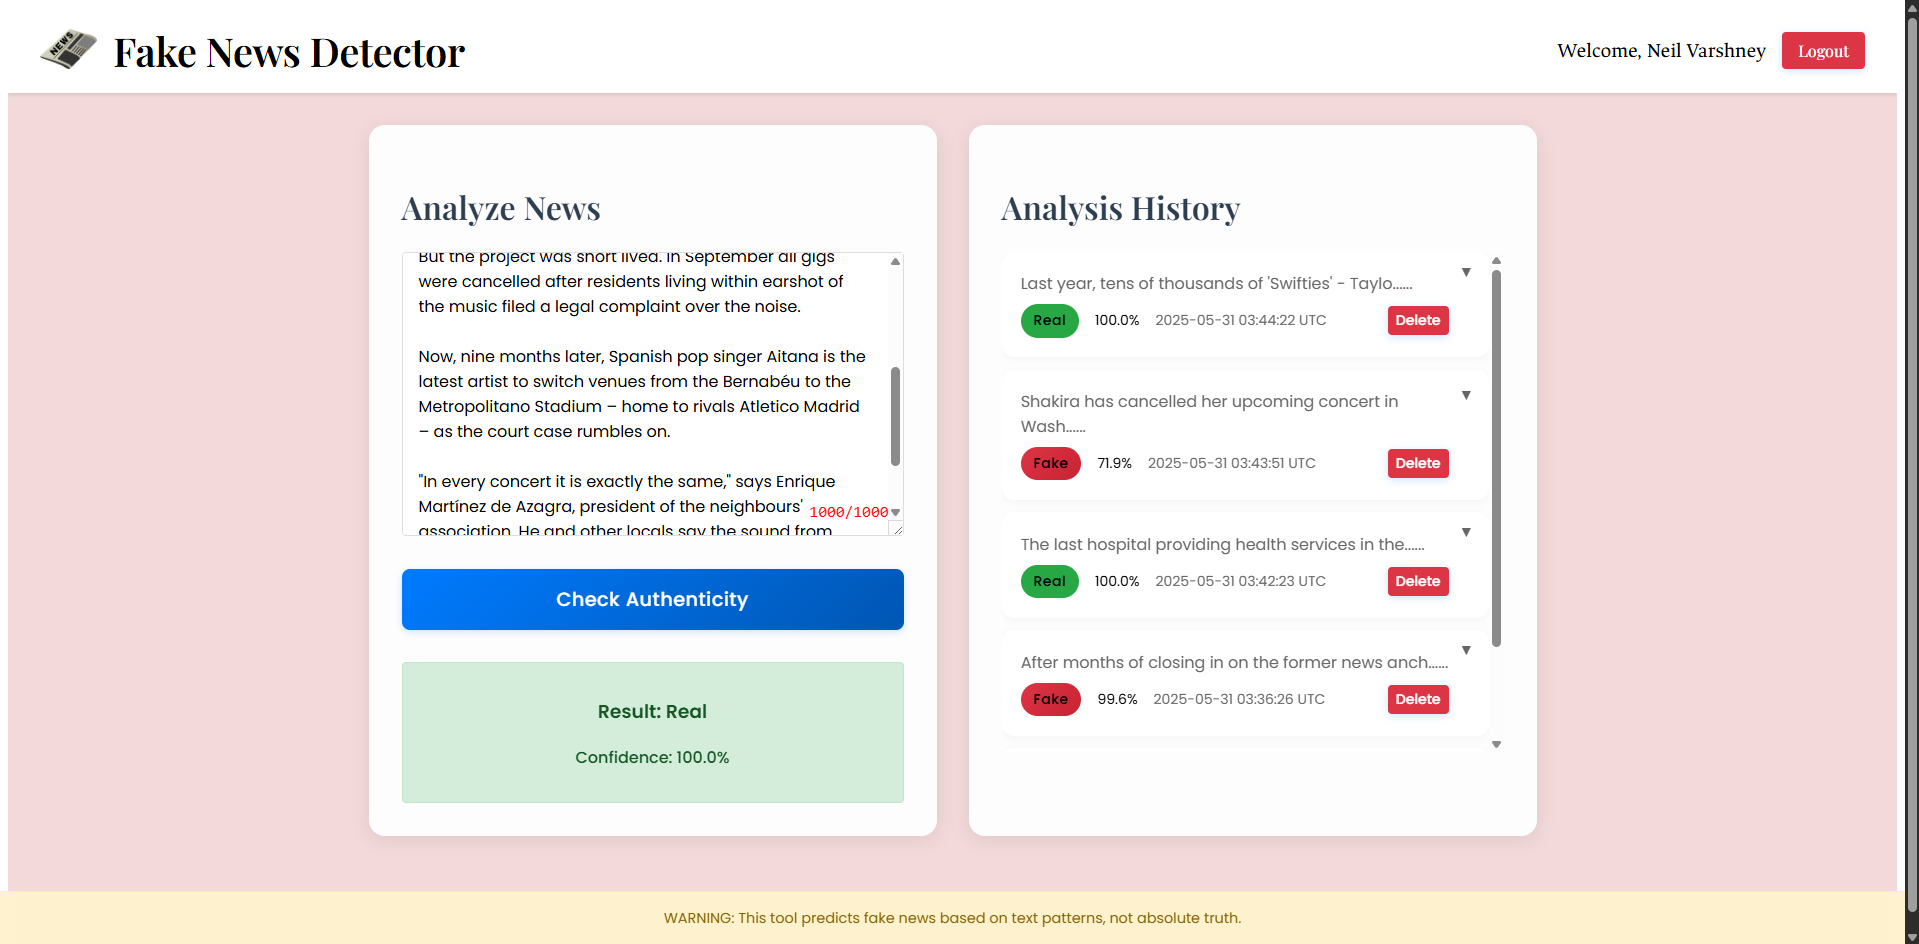 NEWS
Fake News Detector
Welcome, Neil Varshney
Logout
Analyze News
But the project was short lived. In September all gigs
were cancelled after residents living within earshot of
the music filed a legal complaint over the noise.
Now, nine months later, Spanish pop singer Aitana is the
latest artist to switch venues from the Bernabéu to the
Metropolitano Stadium – home to rivals Atletico Madrid
– as the court case rumbles on.
"In every concert it is exactly the same," says Enrique
Martínez de Azagra, president of the neighbours'
association. He and other locals say the sound from
1000/1000
Check Authenticity
Result: Real
Confidence: 100.0%
Analysis History
Last year, tens of thousands of 'Swifties' - Taylo......
Real 100.0% 2025-05-31 03:44:22 UTC Delete
Shakira has cancelled her upcoming concert in
Wash......
Fake 71.9% 2025-05-31 03:43:51 UTC Delete
The last hospital providing health services in the......
Real 100.0% 2025-05-31 03:42:23 UTC Delete
After months of closing in on the former news anch......
Fake 99.6% 2025-05-31 03:36:26 UTC Delete
WARNING: This tool predicts fake news based on text patterns, not absolute truth.